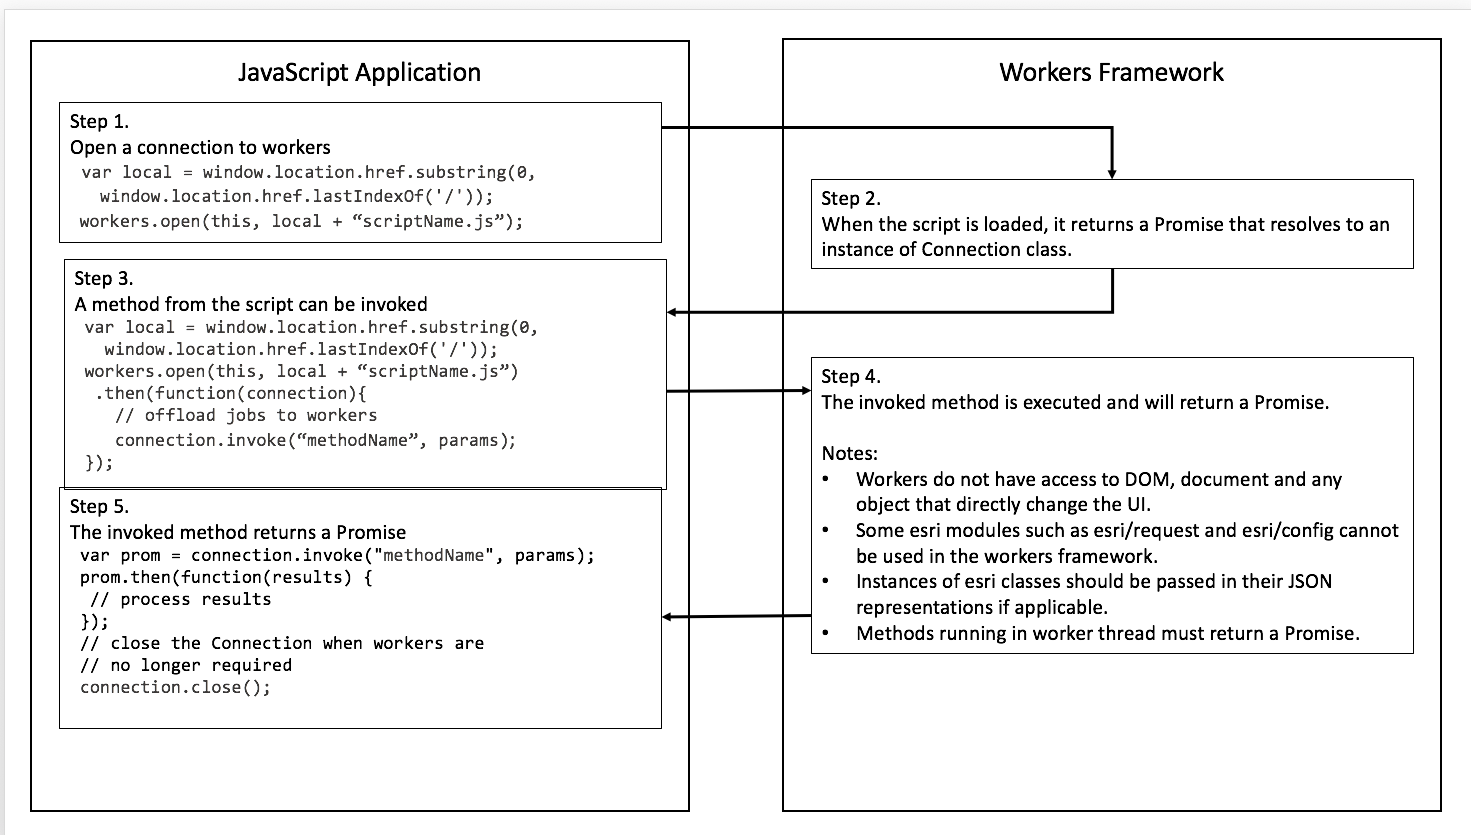 JavaScript Application
Step 1.
Open a connection to workers
var local = window.location.href.substring(0,
window.location.href.lastIndexOf('/'));
workers.open(this, local + “scriptName.js”);
Step 3.
A method from the script can be invoked
var local = window.location.href.substring(0,
window.location.href.lastIndexOf('/'));
workers.open(this, local + “scriptName.js”)
.then(function(connection){
// offload jobs to workers
connection.invoke(“methodName”, params);
});
Step 5.
The invoked method returns a Promise
var prom = connection.invoke("methodName", params);
prom.then(function(results) {
// process results
});
// close the Connection when workers are
// no longer required
connection.close();
Workers Framework
Step 2.
When the script is loaded, it returns a Promise that resolves to an
instance of Connection class.
Step 4.
The invoked method is executed and will return a Promise.
Notes:
• Workers do not have access to DOM, document and any
object that directly change the UI.
• Some esri modules such as esri/request and esri/config cannot
be used in the workers framework.
• Instances of esri classes should be passed in their JSON
representations if applicable.
• Methods running in worker thread must return a Promise.